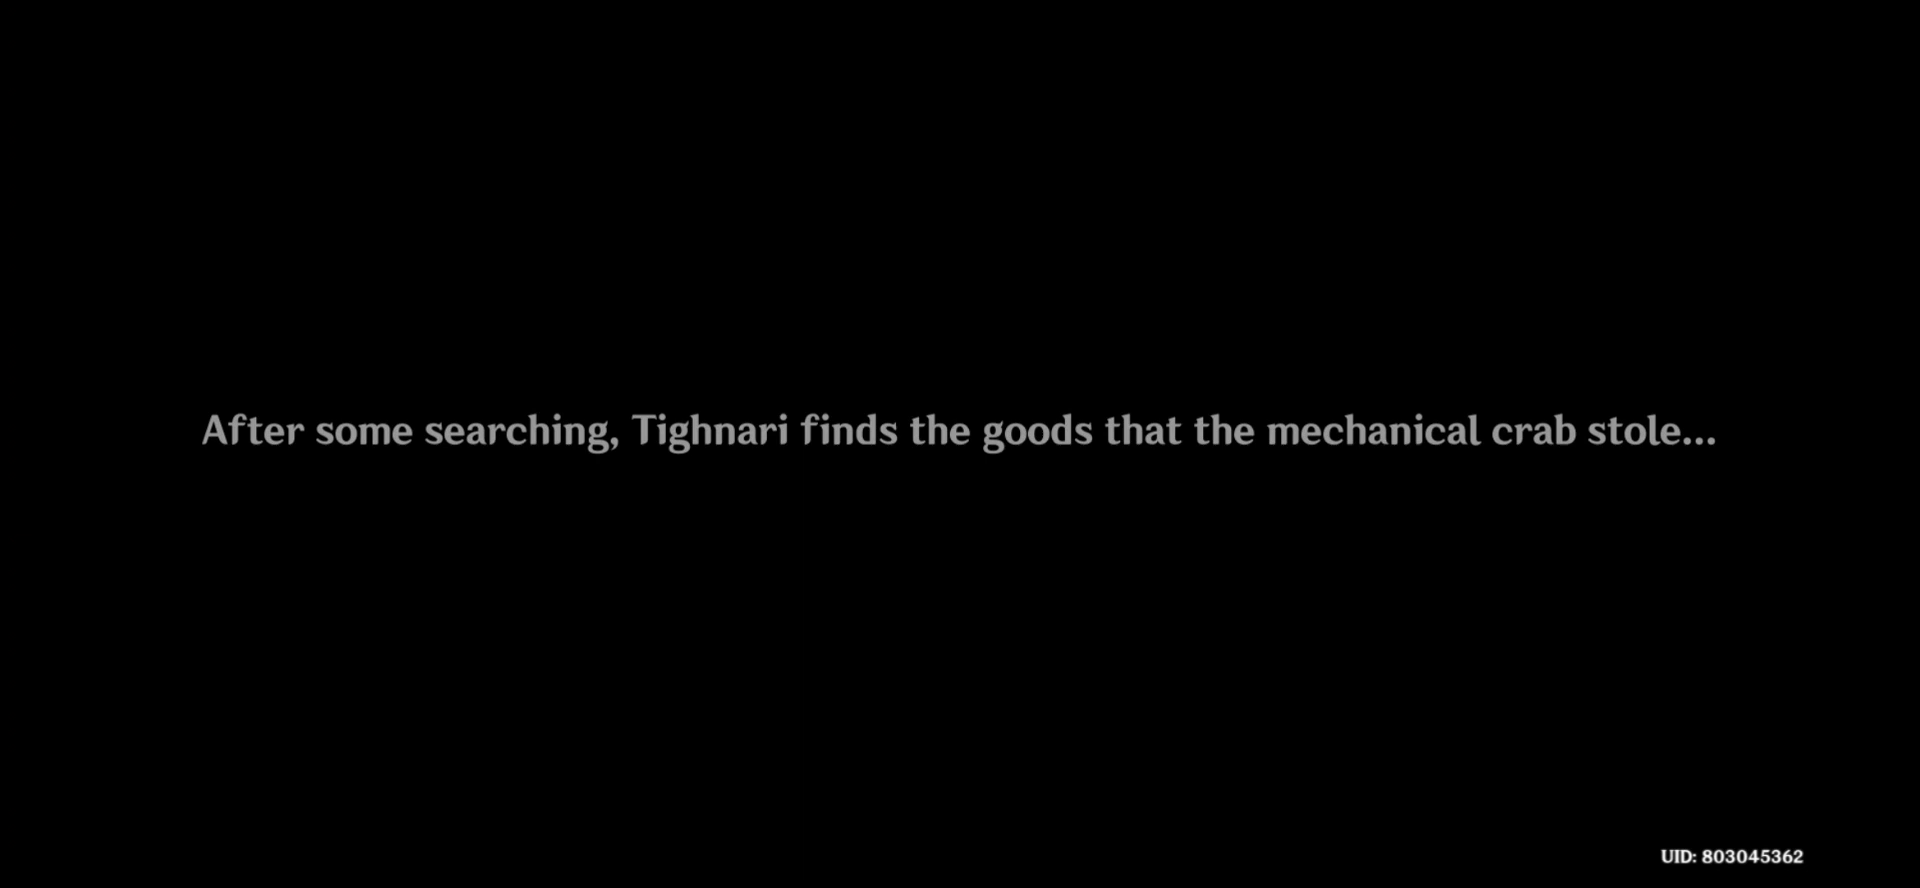 After some searching, Tighnari finds the goods that the mechanical crab stole...
UID: 803045362